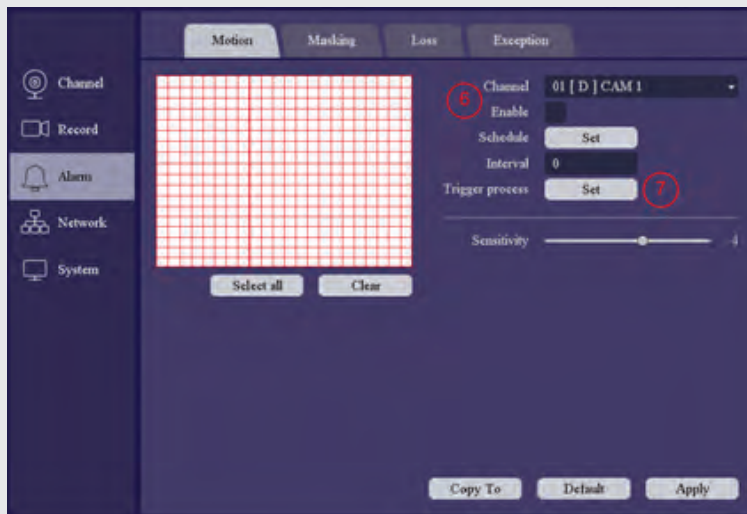 Motion
Masking
Loss
Exception
Channel
Record
Alarm
Network
System
Select all
Clear
Channel 01 [ D ] CAM 1
6
Enable
Schedule Set
Interval 0
Trigger process Set 7
Sensitivity 4
Copy To
Default
Apply